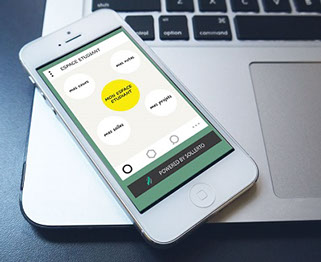 ESPACE ETUDIANT
mes cours
mes notes
MON ESPACE
ETUDIANT
mes salles
mes projets
POWERED BY SOLLERTO
command
option